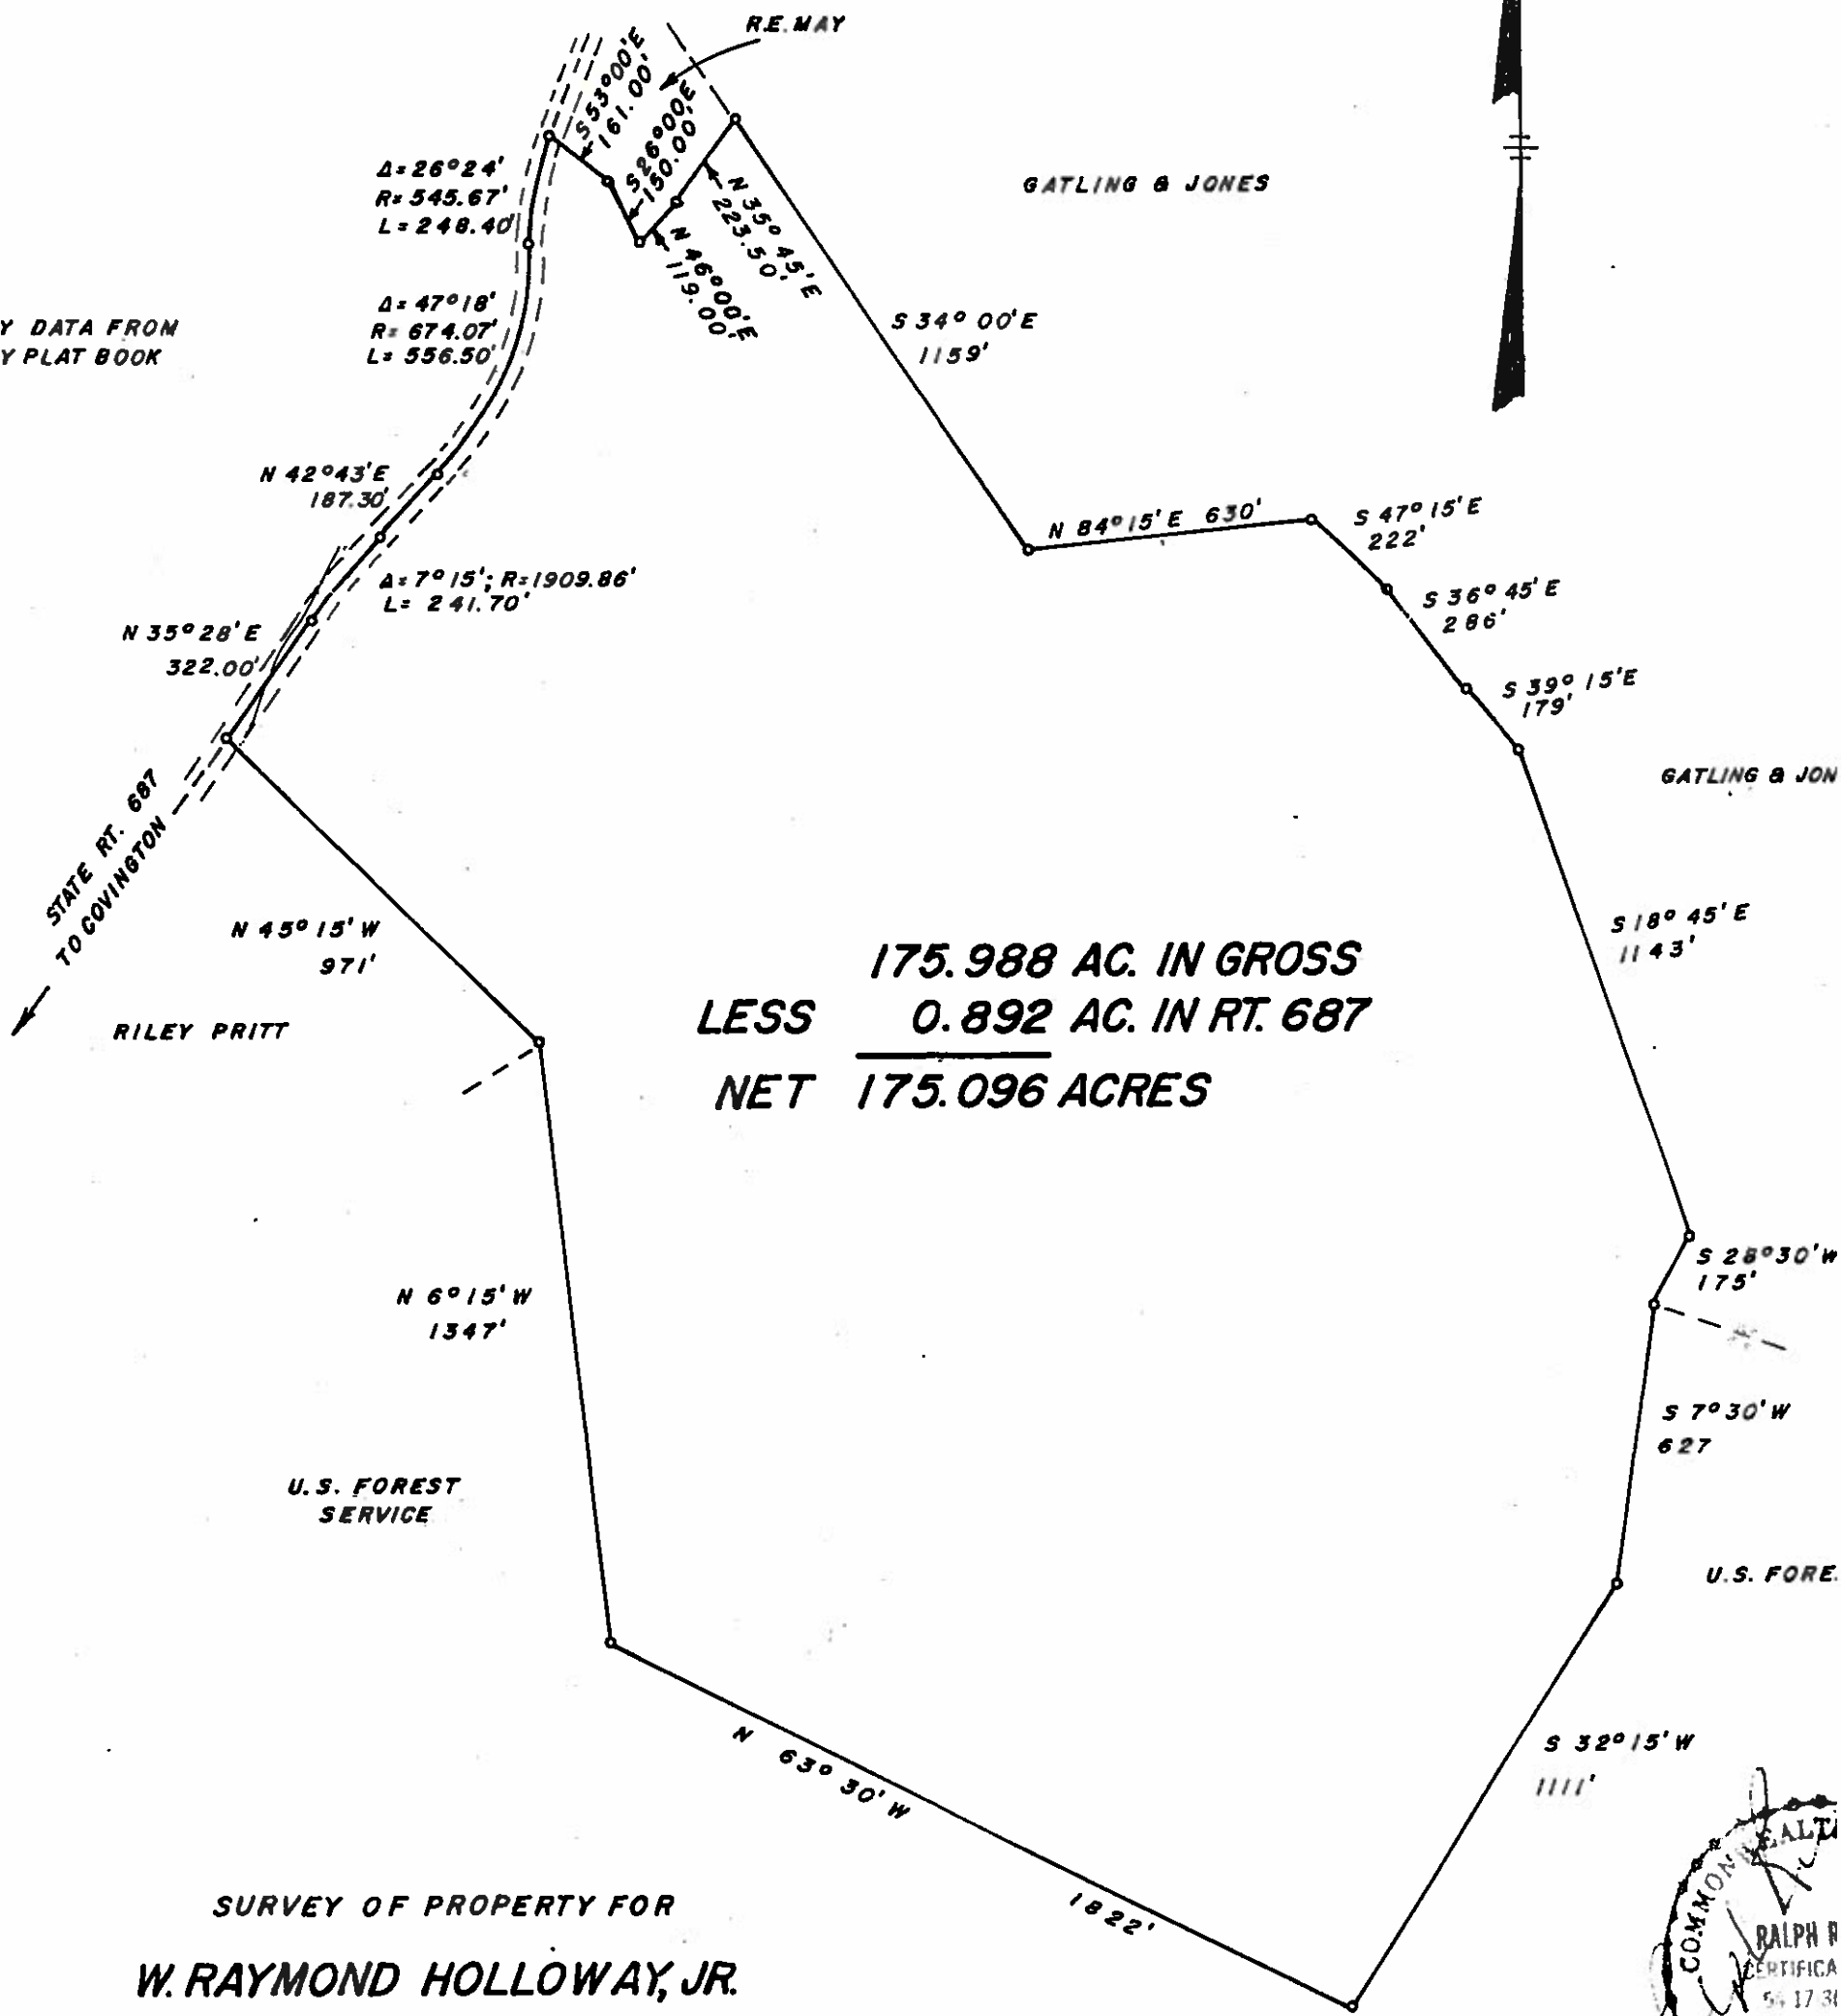 R.E. MAY
S 53°00'E
161.00'
S 26°00'E
150.00'
Δ= 26°24'
R= 545.67'
L= 248.40'
N 35° 45'E
223.50'
N 46°00'E
119.00'
GATLING & JONES
Δ= 47°18'
R= 674.07'
L= 556.50'
Y DATA FROM
Y PLAT BOOK
S 34° 00'E
1159'
N 42°43'E
187.30'
N 84°15'E 630'
S 47°15'E
222'
Δ= 7°15'; R=1909.86'
L= 241.70'
S 36°45'E
286'
N 35°28'E
322.00'
S 39° 15'E
179'
STATE RT. 687
TO COVINGTON
GATLING & JON
N 45° 15' W
971'
S 18° 45' E
1143'
175.988 AC. IN GROSS
LESS 0.892 AC. IN RT. 687
NET 175.096 ACRES
RILEY PRITT
S 28°30'W
175'
N 6°15'W
1347'
S 7°30'W
627
U.S. FOREST
SERVICE
U.S. FORE
S 32°15'W
1111'
N 63° 30' W
1822'
COMMON EALT
RALPH
CERTIFICA
SURVEY OF PROPERTY FOR
W. RAYMOND HOLLOWAY, JR.